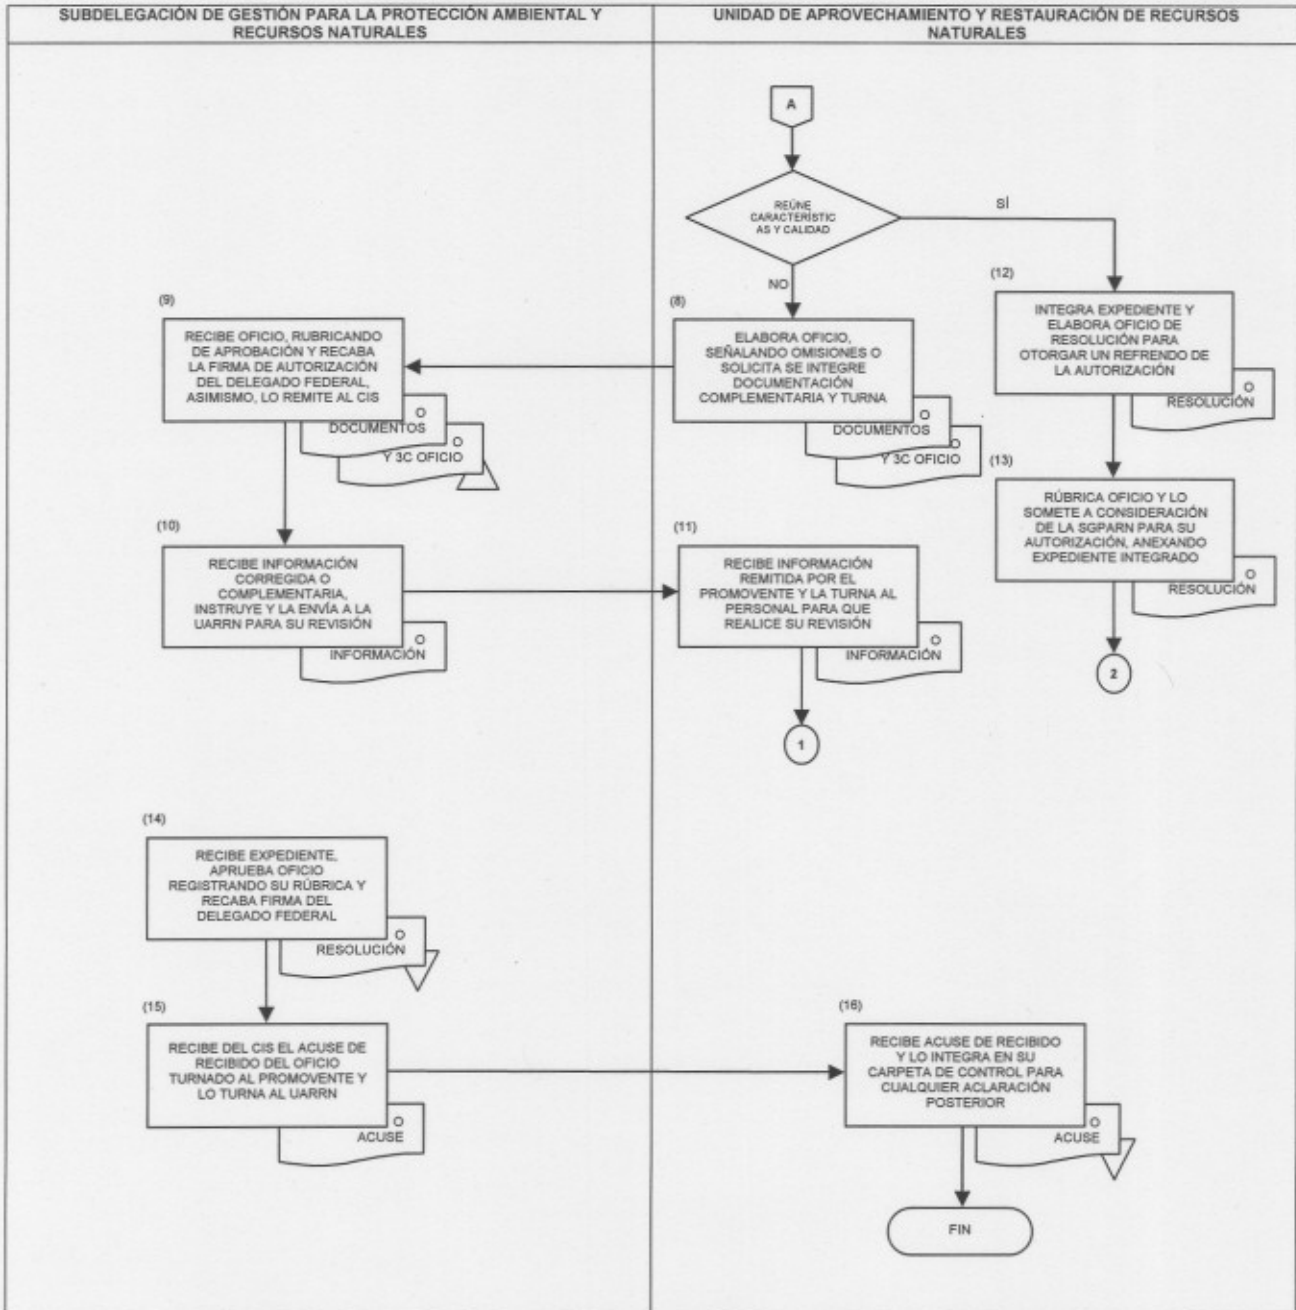 SUBDELEGACIÓN DE GESTIÓN PARA LA PROTECCIÓN AMBIENTAL Y
RECURSOS NATURALES
UNIDAD DE APROVECHAMIENTO Y RESTAURACIÓN DE RECURSOS
NATURALES
A
REÚNE
CARACTERÍSTIC
AS Y CALIDAD
SÍ
NO
(9)
RECIBE OFICIO, RUBRICANDO
DE APROBACIÓN Y RECABA
LA FIRMA DE AUTORIZACIÓN
DEL DELEGADO FEDERAL,
ASIMISMO, LO REMITE AL CIS
O
DOCUMENTOS
O
Y 3C OFICIO
(8)
ELABORA OFICIO,
SEÑALANDO OMISIONES O
SOLICITA SE INTEGRE
DOCUMENTACIÓN
COMPLEMENTARIA Y TURNA
O
DOCUMENTOS
O
Y 3C OFICIO
(12)
INTEGRA EXPEDIENTE Y
ELABORA OFICIO DE
RESOLUCIÓN PARA
OTORGAR UN REFRENDO DE
LA AUTORIZACIÓN
O
RESOLUCIÓN
(13)
RÚBRICA OFICIO Y LO
SOMETE A CONSIDERACIÓN
DE LA SGPARN PARA SU
AUTORIZACIÓN, ANEXANDO
EXPEDIENTE INTEGRADO
O
RESOLUCIÓN
2
(10)
RECIBE INFORMACIÓN
CORREGIDA O
COMPLEMENTARIA,
INSTRUYE Y LA ENVÍA A LA
UARRN PARA SU REVISIÓN
O
INFORMACIÓN
(11)
RECIBE INFORMACIÓN
REMITIDA POR EL
PROMOVENTE Y LA TURNA AL
PERSONAL PARA QUE
REALICE SU REVISIÓN
O
INFORMACIÓN
1
(14)
RECIBE EXPEDIENTE,
APRUEBA OFICIO
REGISTRANDO SU RÚBRICA Y
RECABA FIRMA DEL
DELEGADO FEDERAL
O
RESOLUCIÓN
(15)
RECIBE DEL CIS EL ACUSE DE
RECIBIDO DEL OFICIO
TURNADO AL PROMOVENTE Y
LO TURNA AL UARRN
O
ACUSE
(16)
RECIBE ACUSE DE RECIBIDO
Y LO INTEGRA EN SU
CARPETA DE CONTROL PARA
CUALQUIER ACLARACIÓN
POSTERIOR
O
ACUSE
FIN